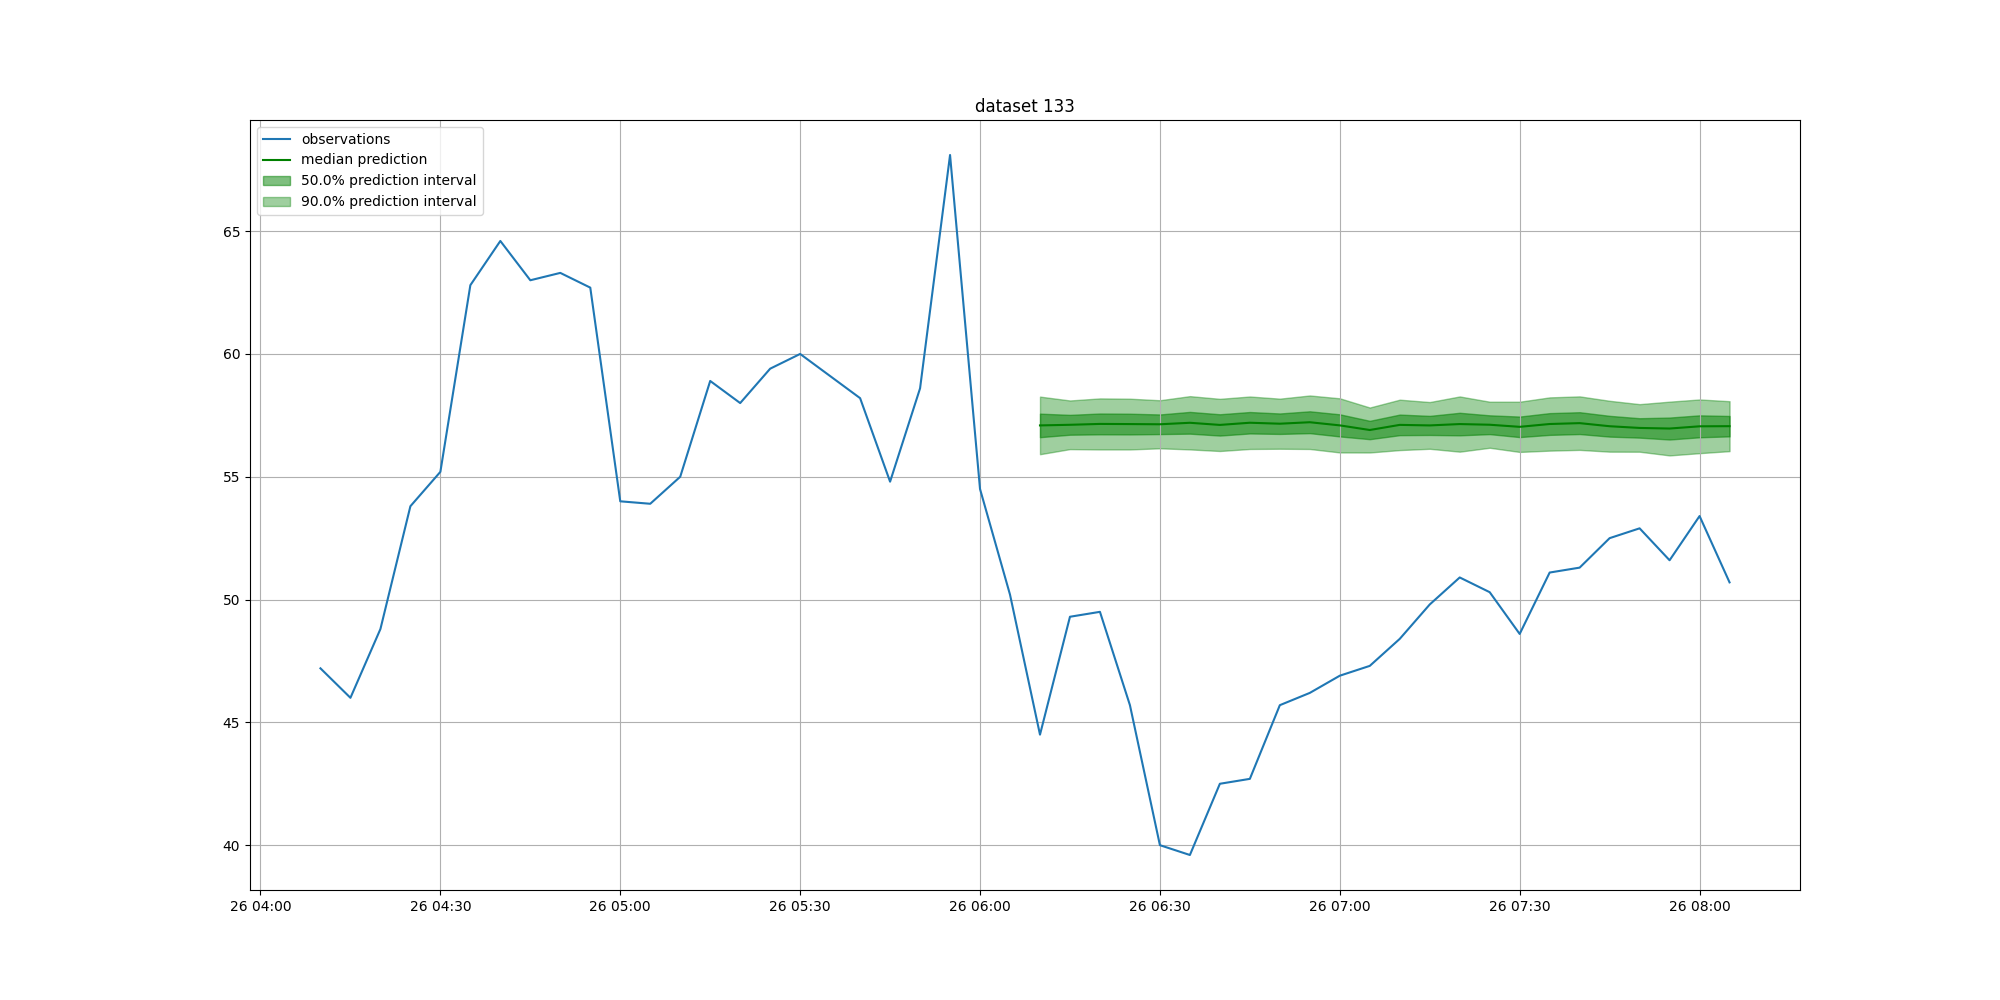 dataset 133
observations
median prediction
50.0% prediction interval
90.0% prediction interval
65
60
55
50
45
40
26 04:00 26 04:30 26 05:00 26 05:30 26 06:00 26 06:30 26 07:00 26 07:30 26 08:00